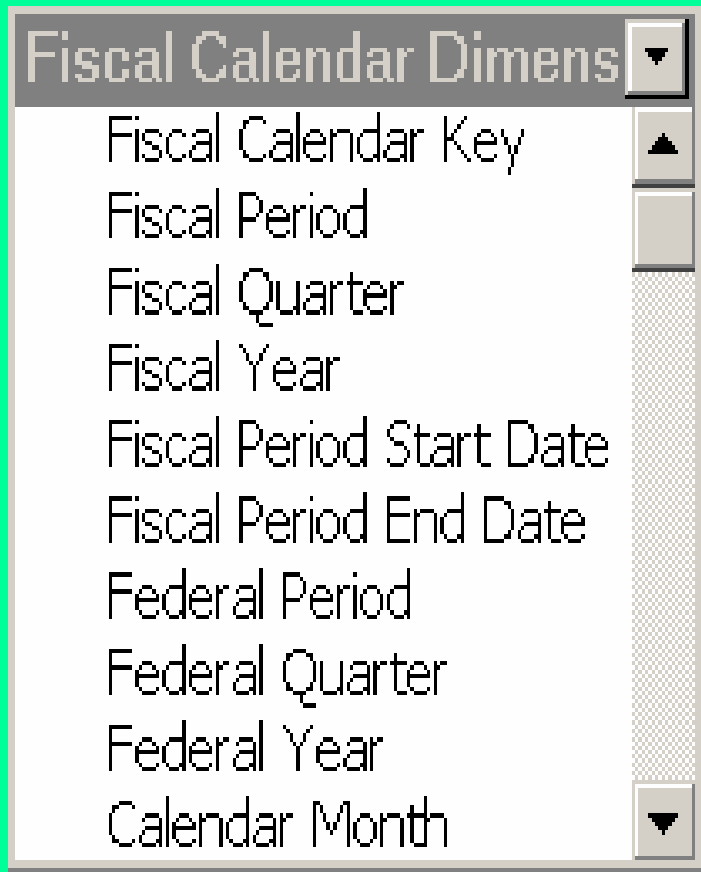 Fiscal Calendar Dimens
Fiscal Calendar Key
Fiscal Period
Fiscal Quarter
Fiscal Year
Fiscal Period Start Date
Fiscal Period End Date
Federal Period
Federal Quarter
Federal Year
Calendar Month